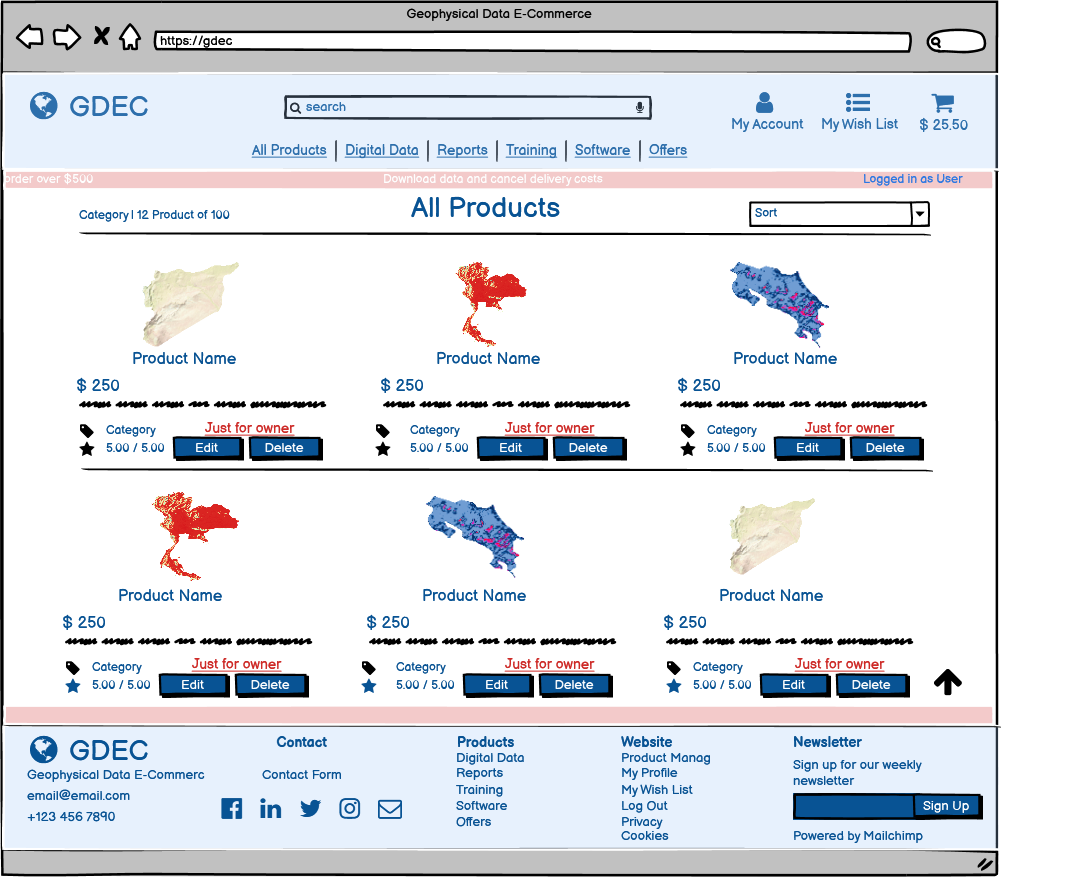 Geophysical Data E-Commerce
https://gdec
GDEC
search
My Account
My Wish List
$ 25.50
All Products | Digital Data | Reports | Training | Software | Offers
order over $500
Download data and cancel delivery costs
Logged in as User
Category | 12 Product of 100
All Products
Sort
Product Name
Product Name
Product Name
$ 250
$ 250
$ 250
Category
Just for owner
Category
Just for owner
Category
Just for owner
5.00 / 5.00
Edit
Delete
5.00 / 5.00
Edit
Delete
5.00 / 5.00
Edit
Delete
Product Name
Product Name
Product Name
$ 250
$ 250
$ 250
Category
Just for owner
Category
Just for owner
Category
Just for owner
5.00 / 5.00
Edit
Delete
5.00 / 5.00
Edit
Delete
5.00 / 5.00
Edit
Delete
GDEC
Geophysical Data E-Commerc
email@email.com
+123 456 7890
Contact
Contact Form
Products
Digital Data
Reports
Training
Software
Offers
Website
Product Manag
My Profile
My Wish List
Log Out
Privacy
Cookies
Newsletter
Sign up for our weekly
newsletter
Sign Up
Powered by Mailchimp